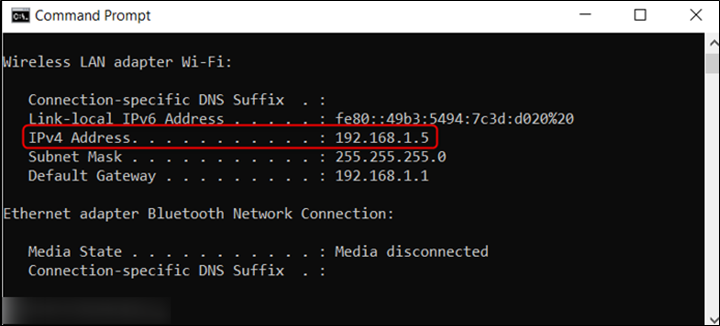 Command Prompt
Wireless LAN adapter Wi-Fi:
Connection-specific DNS Suffix  . :
Link-local IPv6 Address . . . . . : fe80::49b3:5494:7c3d:d020%20
IPv4 Address. . . . . . . . . . . : 192.168.1.5
Subnet Mask . . . . . . . . . . . : 255.255.255.0
Default Gateway . . . . . . . . . : 192.168.1.1
Ethernet adapter Bluetooth Network Connection:
Media State . . . . . . . . . . . : Media disconnected
Connection-specific DNS Suffix  . :